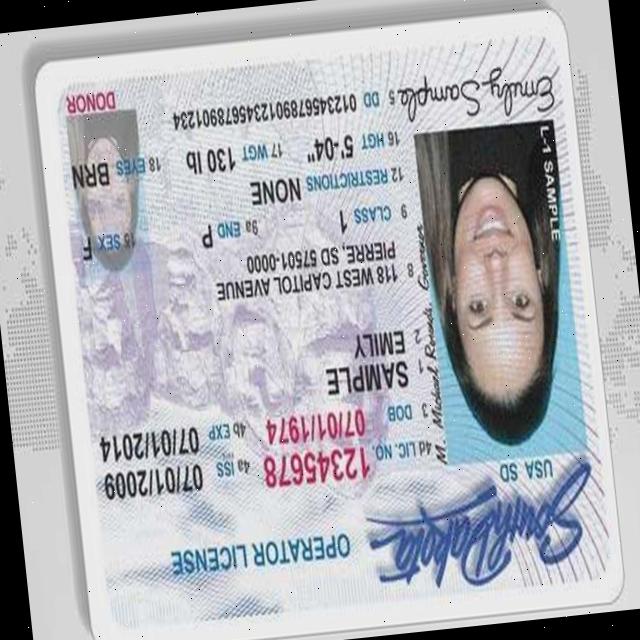 South Dakota OPERATOR LICENSE
USA SD
4d LIC. NO. 12345678 4a ISS 07/01/2009
DOB 07/01/1974 4b EXP 07/01/2014
1 SAMPLE
2 EMILY
8 118 WEST CAPITOL AVENUE
PIERRE, SD 57501-0000
9 CLASS 1 9a END P 15 SEX F
12 RESTRICTIONS NONE
16 HGT 5'-04" 17 WGT 130 lb 18 EYES BRN
5 DD 0123456789012345678901234
DONOR
L-1 SAMPLE
M. Michael Rounds Governor
Emily Sample